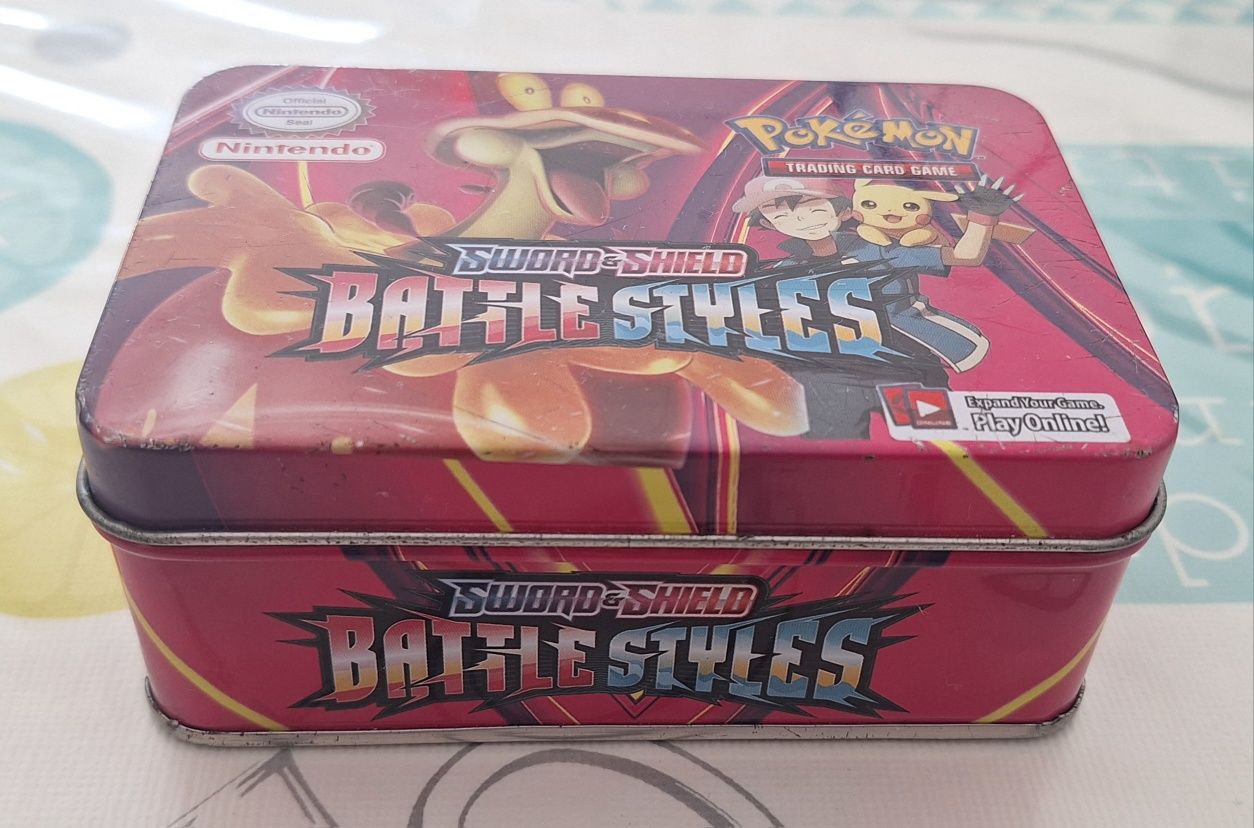 Official
Nintendo
Seal
Nintendo
POKÉMON
TRADING CARD GAME
SWORD & SHIELD
BATTLE STYLES
Expand Your Game.
Play Online!
SWORD & SHIELD
BATTLE STYLES